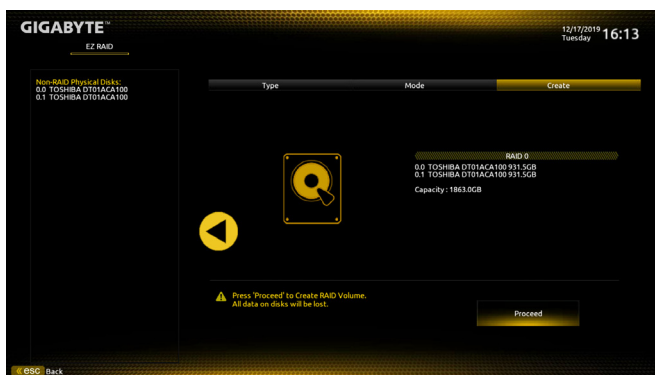 GIGABYTE™
EZ RAID
12/17/2019
Tuesday
16:13
Non-RAID Physical Disks:
0.0 TOSHIBA DT01ACA100
0.1 TOSHIBA DT01ACA100
Type
Mode
Create
RAID 0
0.0 TOSHIBA DT01ACA100 931.5GB
0.1 TOSHIBA DT01ACA100 931.5GB
Capacity : 1863.0GB
Press 'Proceed' to Create RAID Volume.
All data on disks will be lost.
Proceed
esc Back